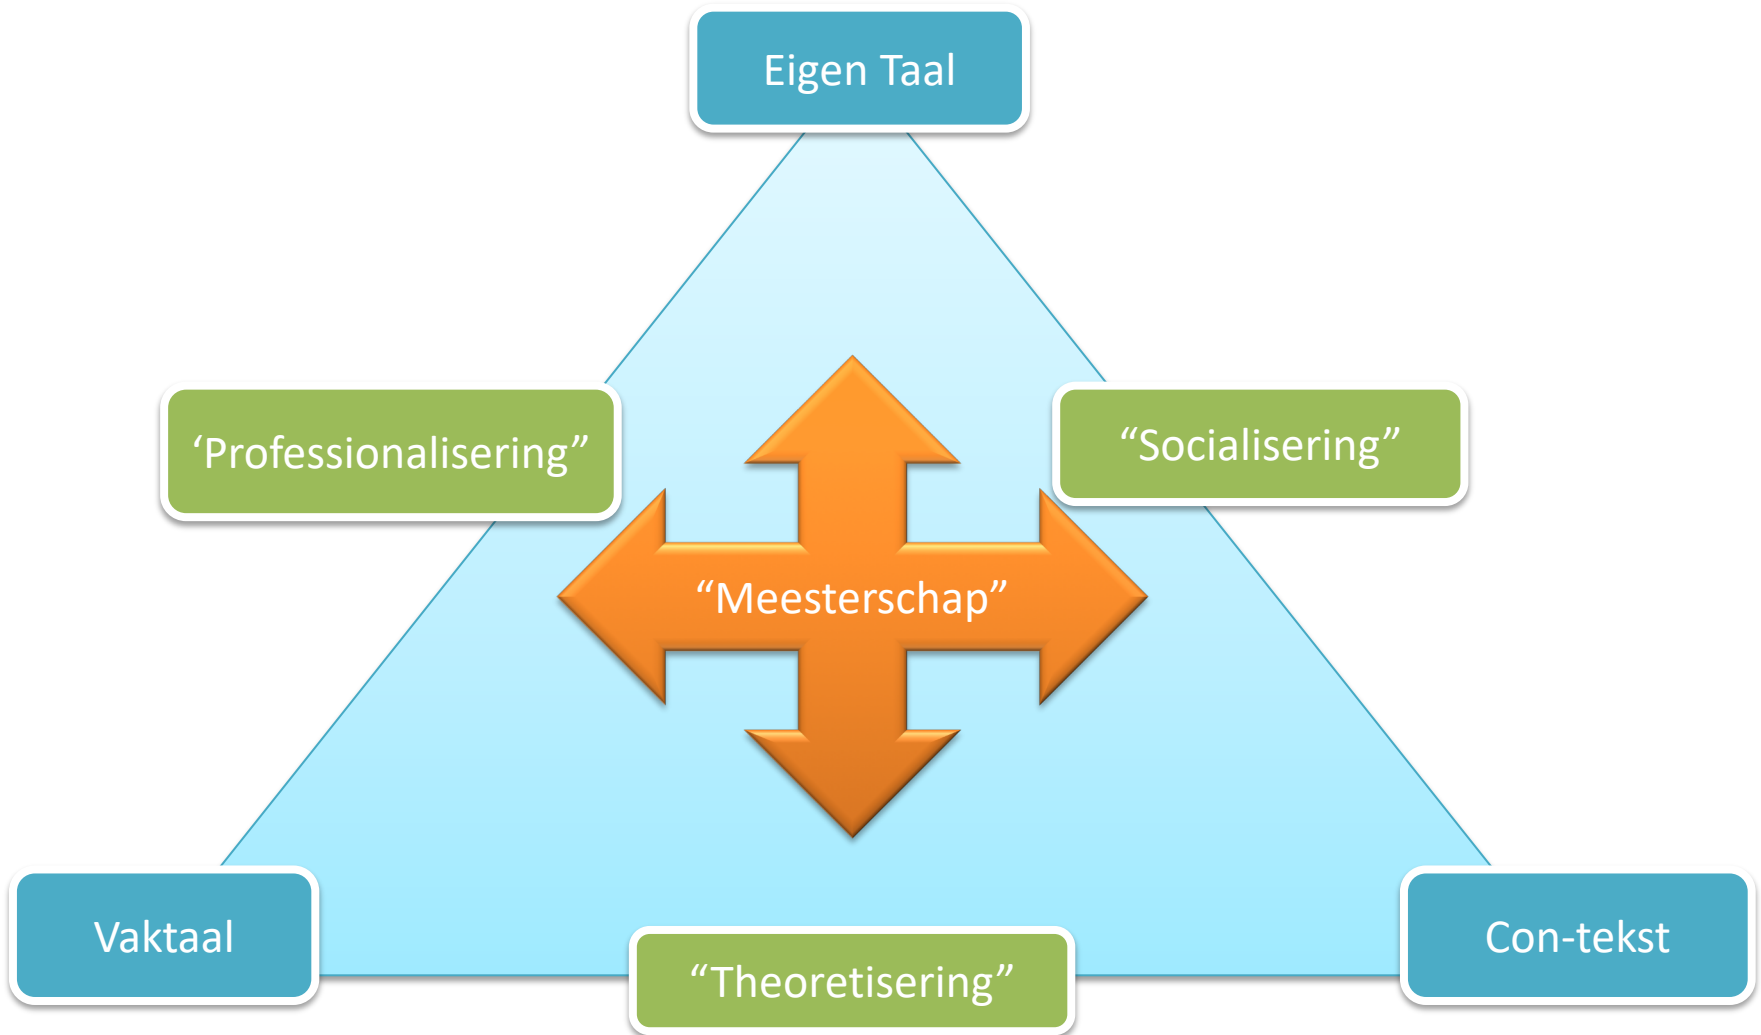 Eigen Taal
‘Professionalisering”
“Socialisering”
“Meesterschap”
Vaktaal
Con-tekst
“Theoretisering”